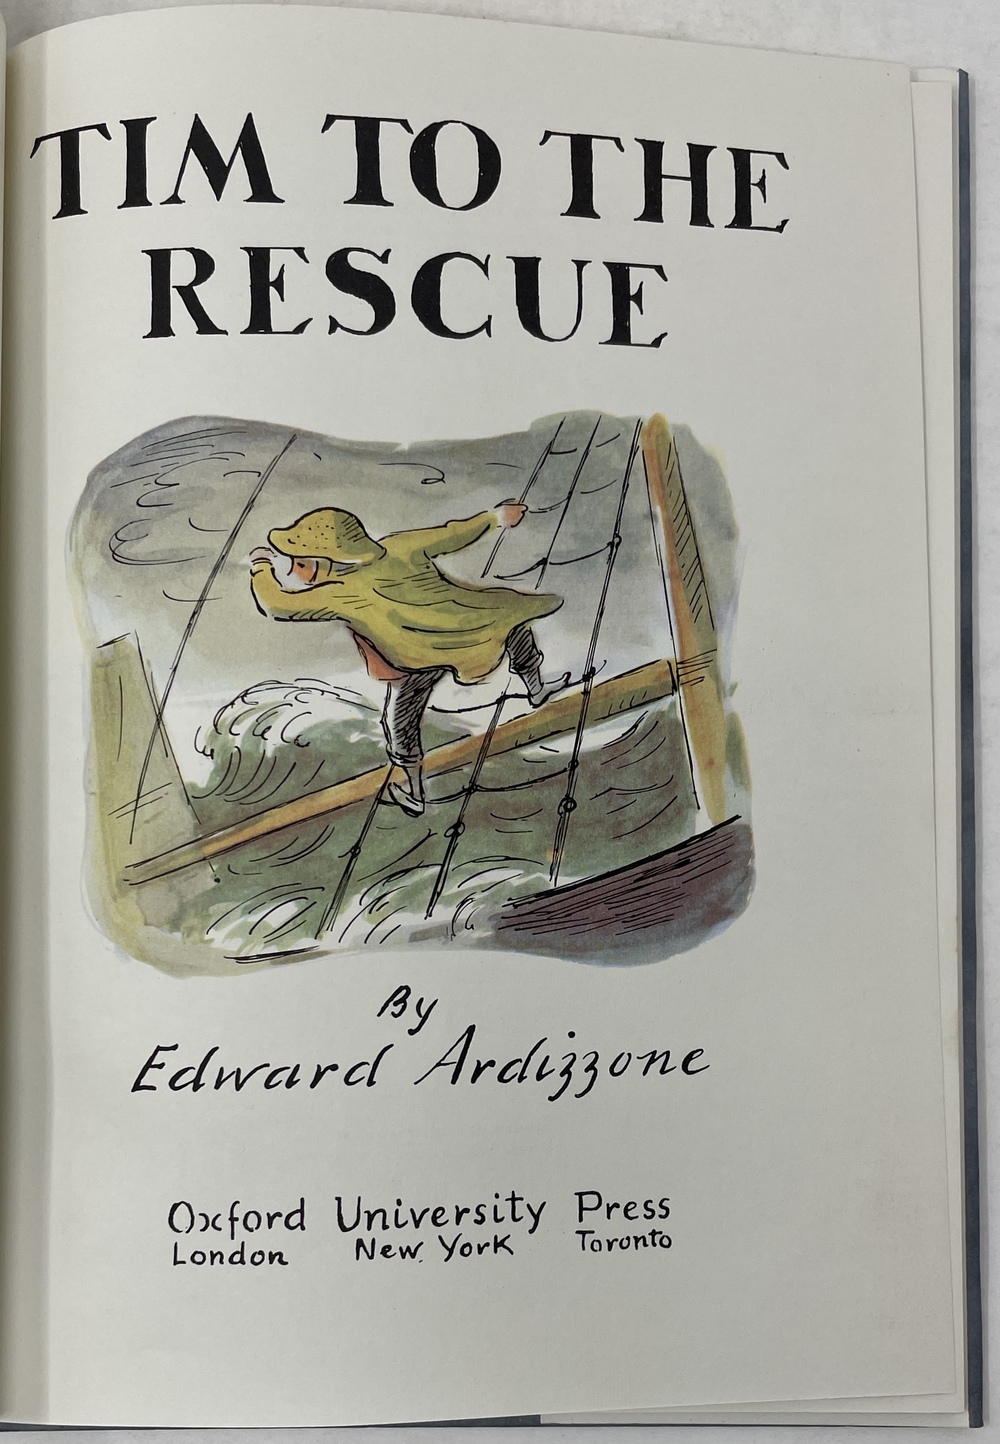 TIM TO THE
RESCUE
By
Edward Ardizzone
Oxford University Press
London New York Toronto